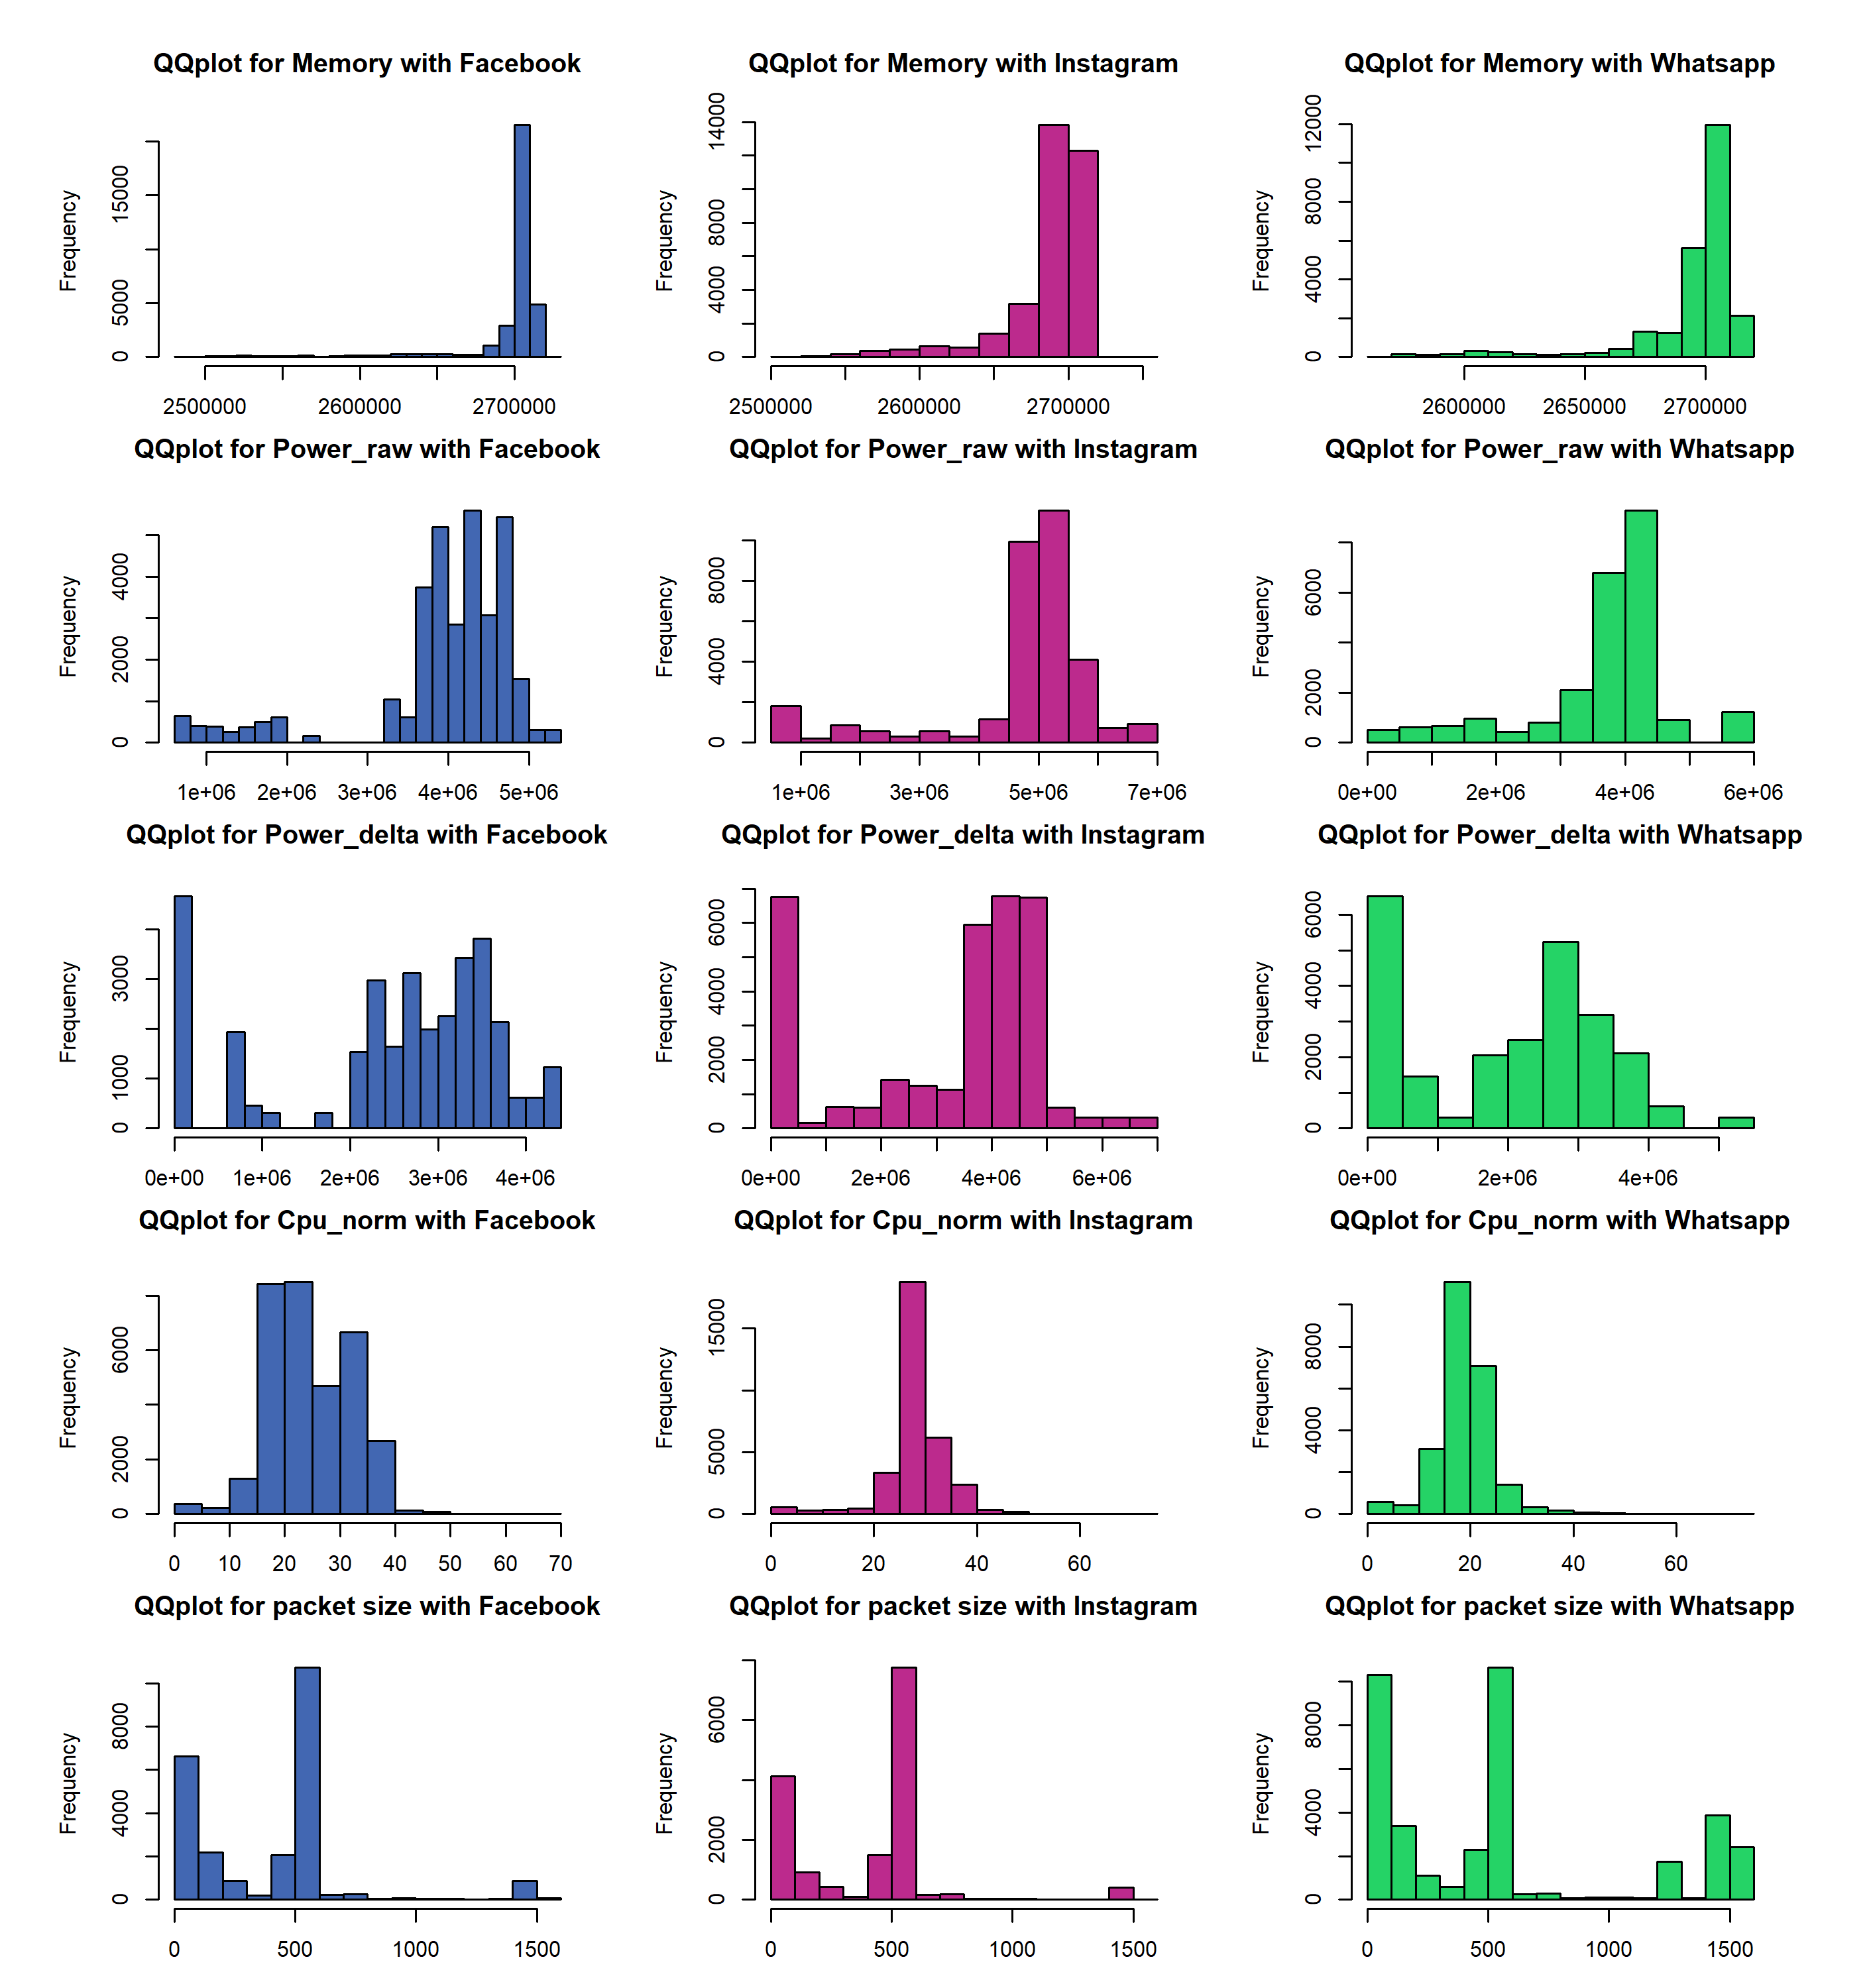 QQplot for Memory with Facebook
QQplot for Memory with Instagram
QQplot for Memory with Whatsapp
Frequency
0 5000 15000
2500000 2600000 2700000
Frequency
0 4000 8000 14000
2500000 2600000 2700000
Frequency
0 4000 8000 12000
2600000 2650000 2700000
QQplot for Power_raw with Facebook
QQplot for Power_raw with Instagram
QQplot for Power_raw with Whatsapp
Frequency
0 2000 4000
1e+06 2e+06 3e+06 4e+06 5e+06
Frequency
0 4000 8000
1e+06 3e+06 5e+06 7e+06
Frequency
0 2000 6000
0e+00 2e+06 4e+06 6e+06
QQplot for Power_delta with Facebook
QQplot for Power_delta with Instagram
QQplot for Power_delta with Whatsapp
Frequency
0 1000 3000
0e+00 1e+06 2e+06 3e+06 4e+06
Frequency
0 2000 4000 6000
0e+00 2e+06 4e+06 6e+06
Frequency
0 2000 4000 6000
0e+00 2e+06 4e+06
QQplot for Cpu_norm with Facebook
QQplot for Cpu_norm with Instagram
QQplot for Cpu_norm with Whatsapp
Frequency
0 2000 6000
0 10 20 30 40 50 60 70
Frequency
0 5000 15000
0 20 40 60
Frequency
0 4000 8000
0 20 40 60
QQplot for packet size with Facebook
QQplot for packet size with Instagram
QQplot for packet size with Whatsapp
Frequency
0 4000 8000
0 500 1000 1500
Frequency
0 2000 6000
0 500 1000 1500
Frequency
0 4000 8000
0 500 1000 1500